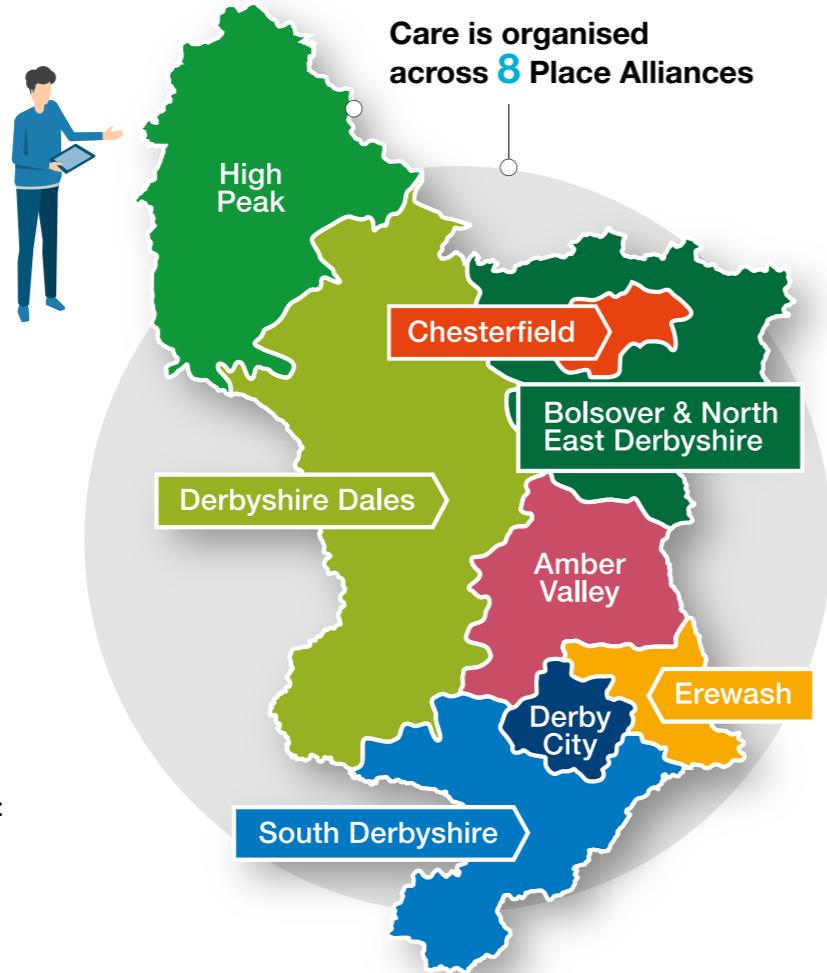 Care is organised
across 8 Place Alliances
High
Peak
Chesterfield
Bolsover & North
East Derbyshire
Derbyshire Dales
Amber
Valley
Erewash
Derby
City
South Derbyshire
: